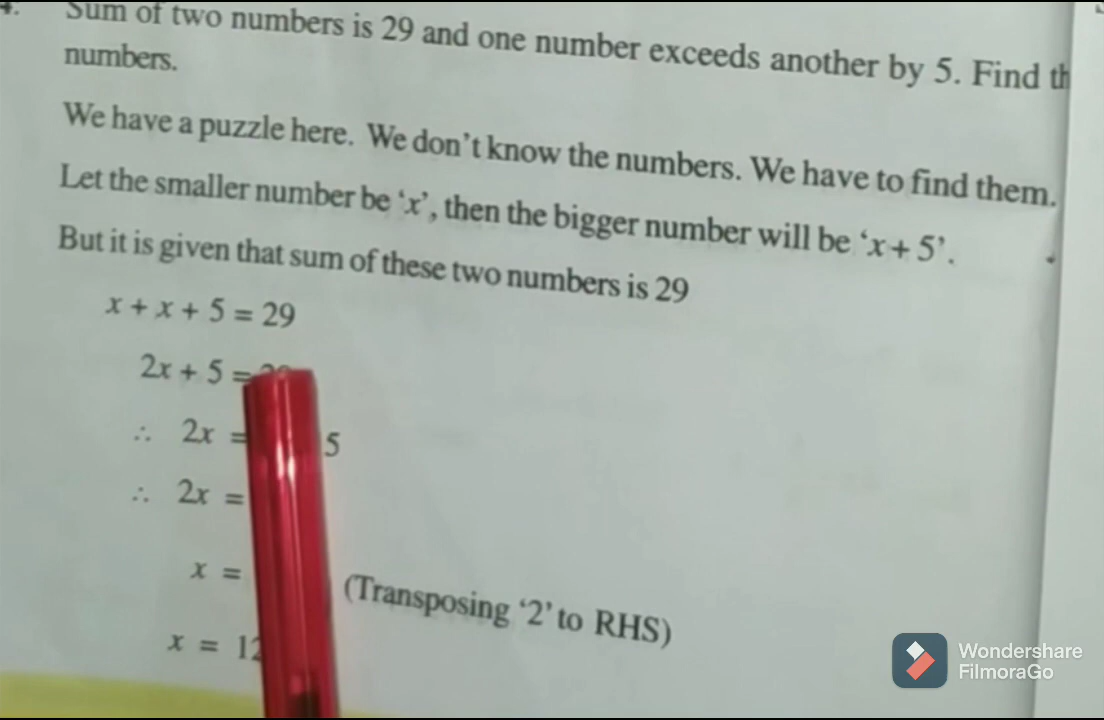 Sum of two numbers is 29 and one number exceeds another by 5. Find th
numbers.
We have a puzzle here. We don't know the numbers. We have to find them.
Let the smaller number be ‘x’, then the bigger number will be ‘x + 5’.
But it is given that sum of these two numbers is 29
x + x + 5 = 29
2x + 5 =
∴ 2x = 5
∴ 2x =
x = (Transposing ‘2’ to RHS)
x = 12
Wondershare
FilmoraGo